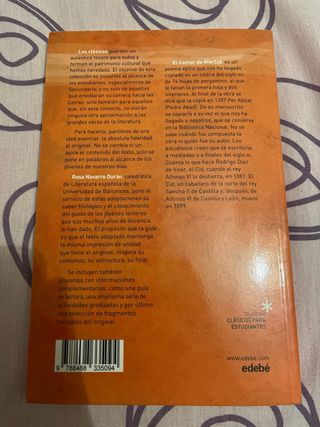 Los clásicos guardan un
auténtico tesoro para todos y
forman el patrimonio cultural que
hemos heredado. El objetivo de esta
colección es ponerlos al alcance de
los estudiantes, especialmente de
Secundaria, y no solo de aquellos
que orientarán su carrera hacia las
Letras, sino también para aquellos
que, sin este contacto, no vivirán
ninguna otra aproximación a las
grandes obras de la literatura.
Para hacerlo, partimos de una
idea esencial: la absoluta fidelidad
al original. No se cambia ni un
ápice el contenido del texto, solo se
pone en palabras al alcance de los
jóvenes de nuestros días.
Rosa Navarro Durán, catedrática
de Literatura española de la
Universidad de Barcelona, pone al
servicio de estas adaptaciones su
saber filológico y el conocimiento
del gusto de los jóvenes lectores
que sus muchos años de docencia
le han dado. El propósito que la guía
es que el texto adaptado mantenga
la misma impresión de unidad
que tiene el original, respeta su
comienzo, su estructura, su final.
Se incluyen también
glosarios con informaciones
complementarias, como una guía
de lectura, una amplísima serie de
actividades graduadas y por último
una selección de fragmentos
textuales del original.
El Cantar de Mio Cid es un
poema épico que nos ha llegado
copiado en un códice del siglo XIV,
de 74 hojas de pergamino, al que
le faltan la primera hoja y dos
interiores. Al final de la obra se
dice que la copió en 1207 Per Abbat
(Pedro Abad). De su manuscrito
se copiaría a su vez el que nos ha
llegado a nosotros, que se conserva
en la Biblioteca Nacional. No se
sabe cuándo fue compuesta la
obra ni quién fue su autor. Los
estudiosos creen que se escribiría
a mediados o a finales del siglo XII.
Cuenta lo que hace Rodrigo Díaz
de Vivar, el Cid, cuando el rey
Alfonso VI lo destierra, en 1081. El
Cid, un caballero de la corte del rey
Sancho II de Castilla y, después, de
Alfonso VI de Castilla y León, muere
en 1099.
*
COLECCIÓN
CLÁSICOS PARA
ESTUDIANTES
www.edebe.com
edebé
9 788468 335094